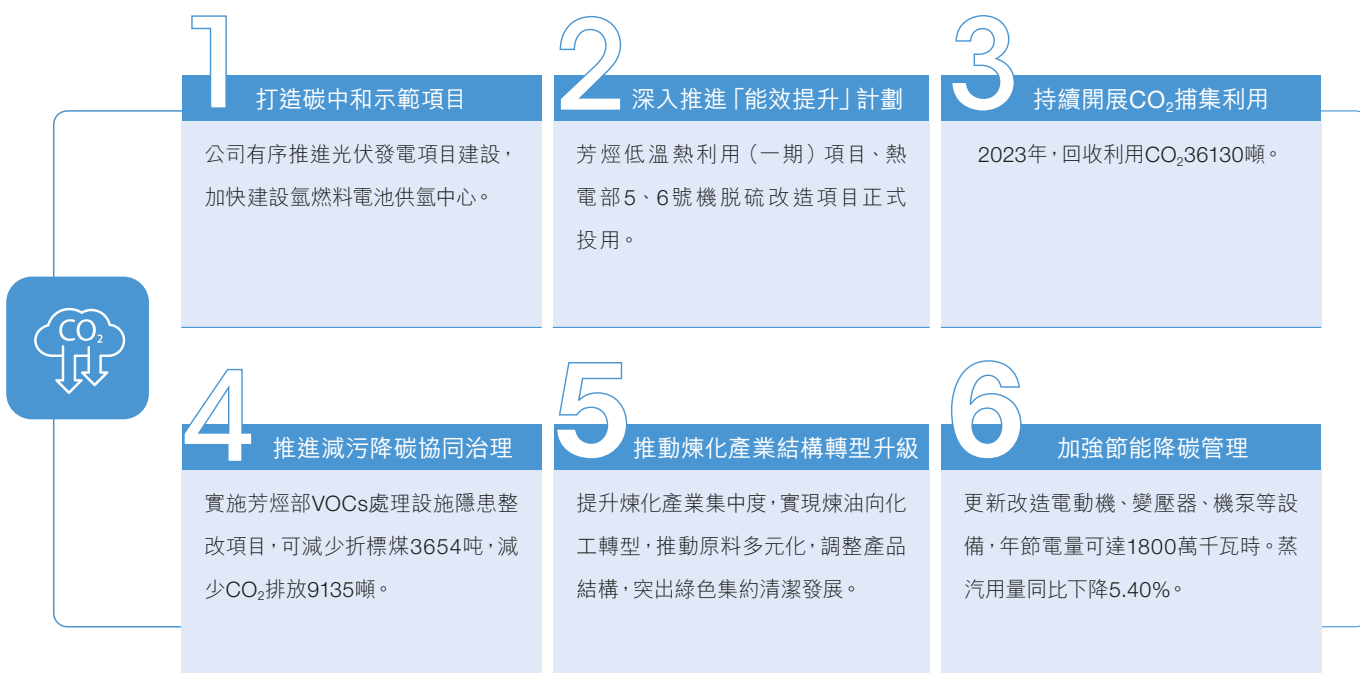 CO₂
1
打造碳中和示範項目
公司有序推進光伏發電項目建設，
加快建設氫燃料電池供氫中心。
2
深入推進「能效提升」計劃
芳烴低溫熱利用（一期）項目、熱
電部5、6號機脱硫改造項目正式
投用。
3
持續開展CO₂捕集利用
2023年，回收利用CO₂36130噸。
4
推進減污降碳協同治理
實施芳烴部VOCs處理設施隱患整
改項目，可減少折標煤3654吨，減
少CO₂排放9135噸。
5
推動煉化產業結構轉型升級
提升煉化產業集中度，實現煉油向化
工轉型，推動原料多元化，調整產品
結構，突出綠色集約清潔發展。
6
加強節能降碳管理
更新改造電動機、變壓器、機泵等設
備，年節電量可達1800萬千瓦時。蒸
汽用量同比下降5.40%。